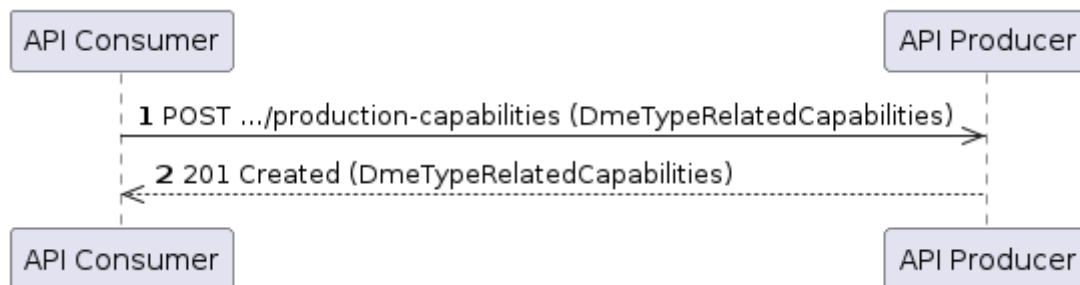 API Consumer
API Producer
1 POST .../production-capabilities (DmeTypeRelatedCapabilities)
2 201 Created (DmeTypeRelatedCapabilities)
API Consumer
API Producer